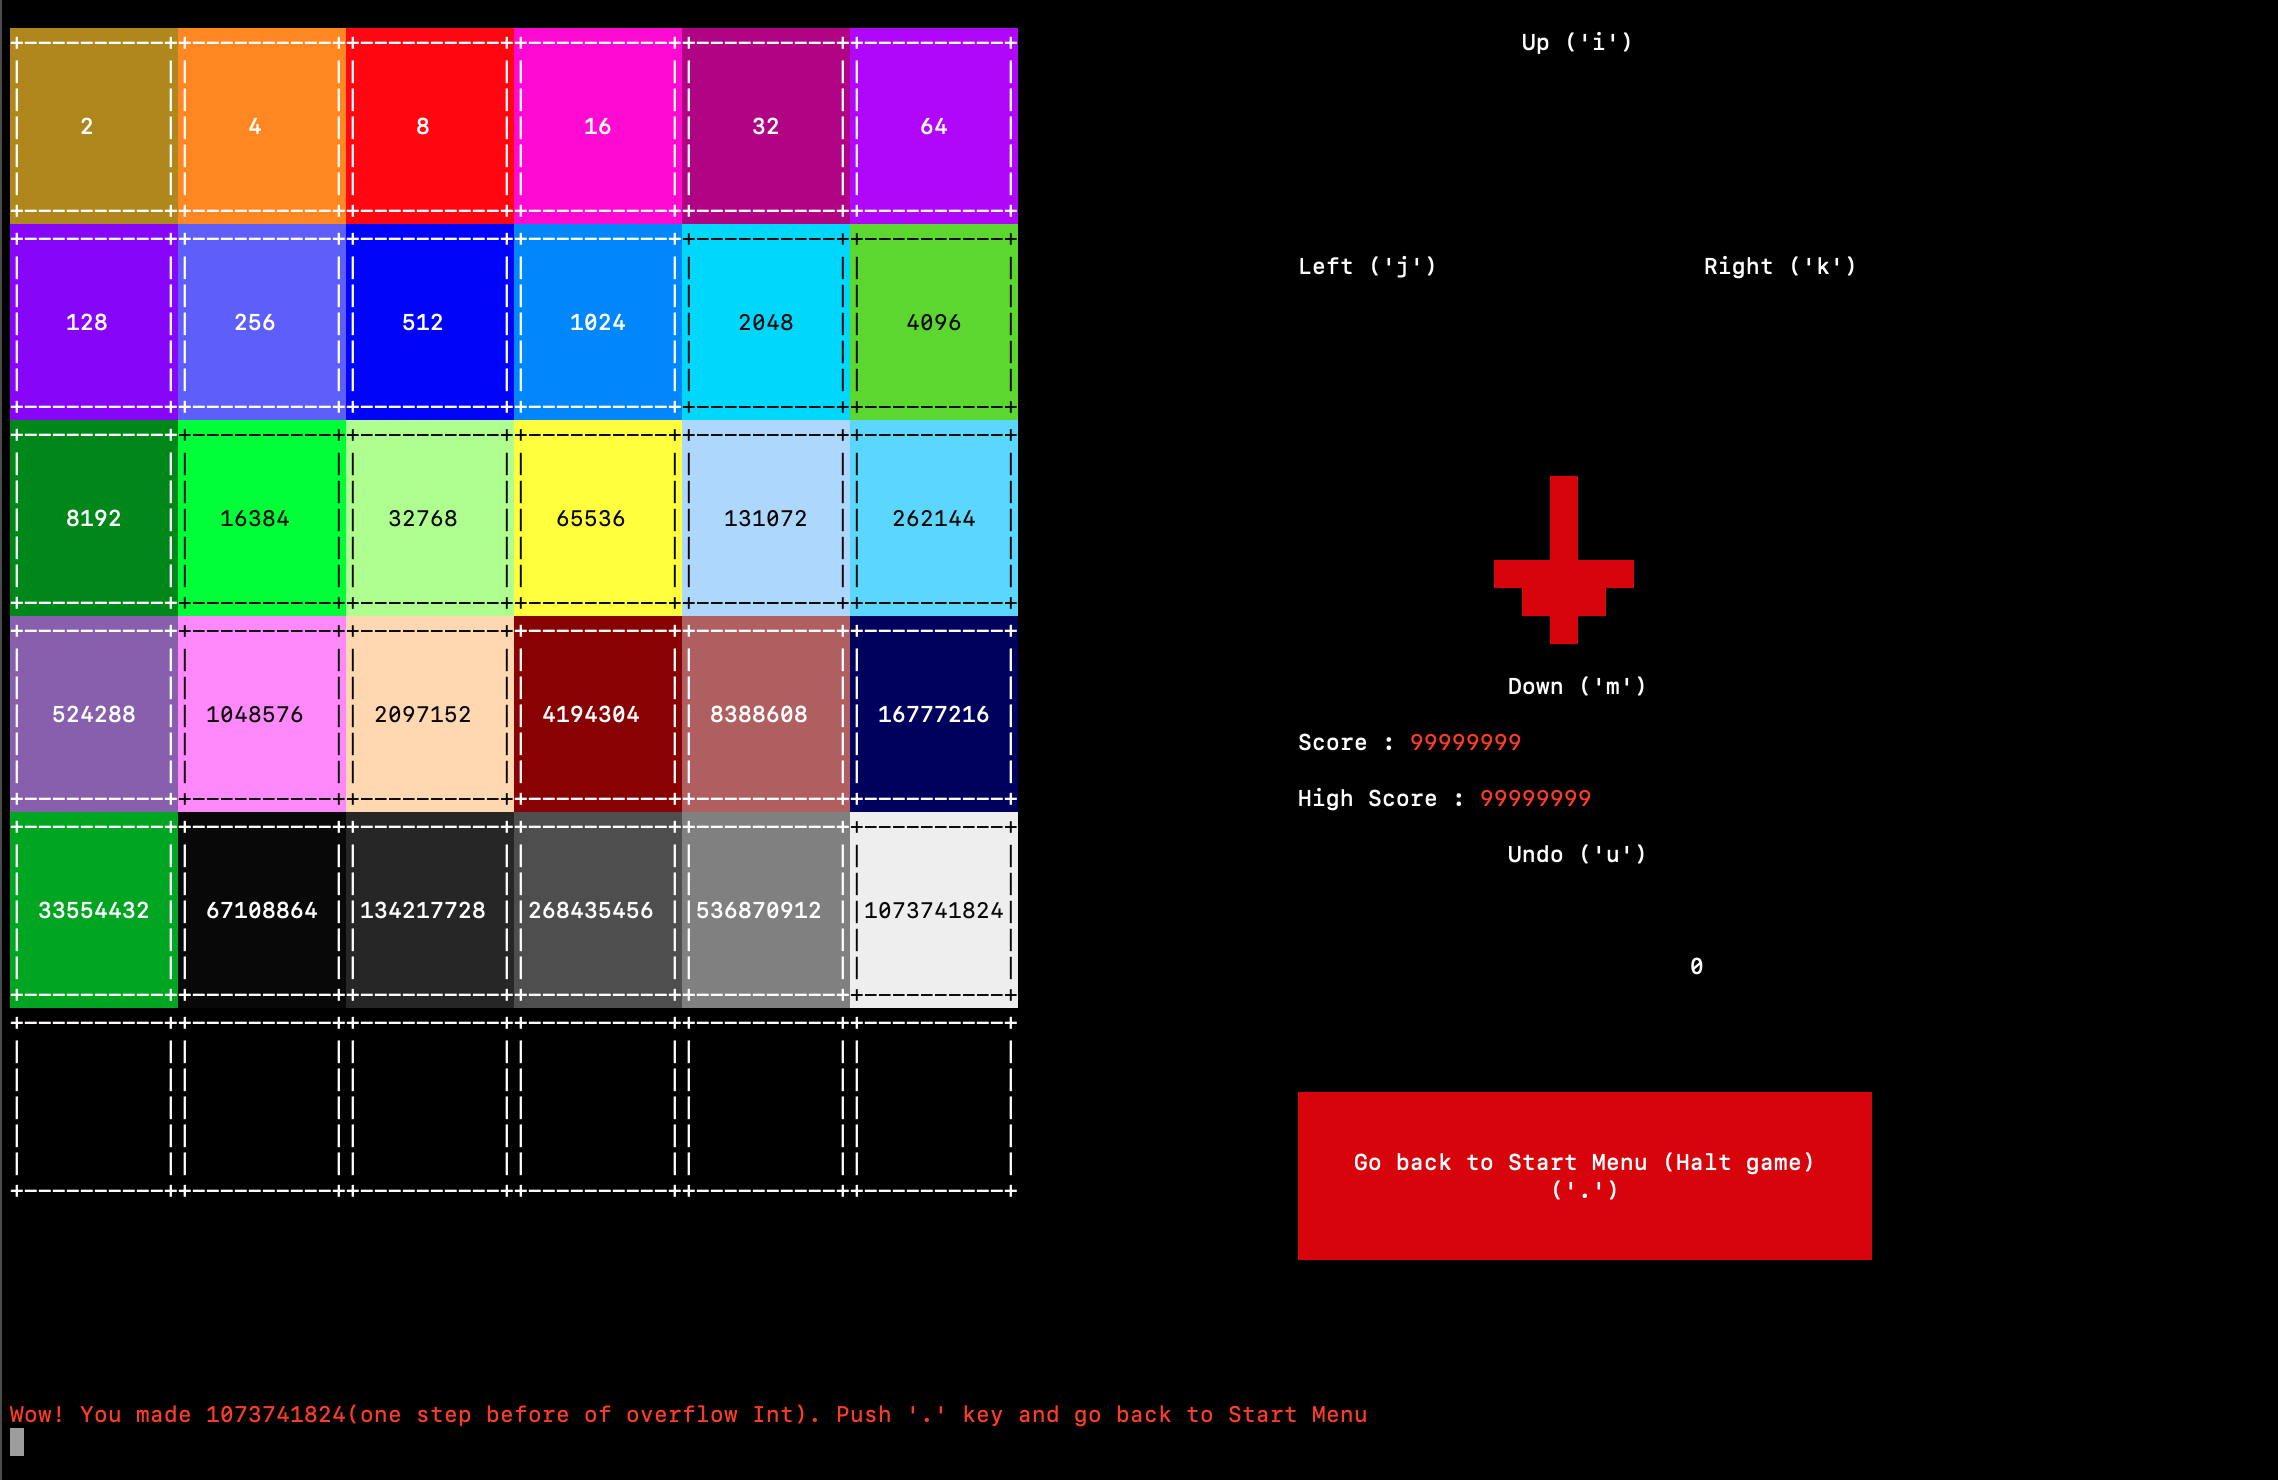 2 4 8 16 32 64
128 256 512 1024 2048 4096
8192 16384 32768 65536 131072 262144
524288 1048576 2097152 4194304 8388608 16777216
33554432 67108864 134217728 268435456 536870912 1073741824
Up ('i')
Left ('j') Right ('k')
Down ('m')
Score : 99999999
High Score : 99999999
Undo ('u')
0
Go back to Start Menu (Halt game)
('.')
Wow! You made 1073741824(one step before of overflow Int). Push '.' key and go back to Start Menu